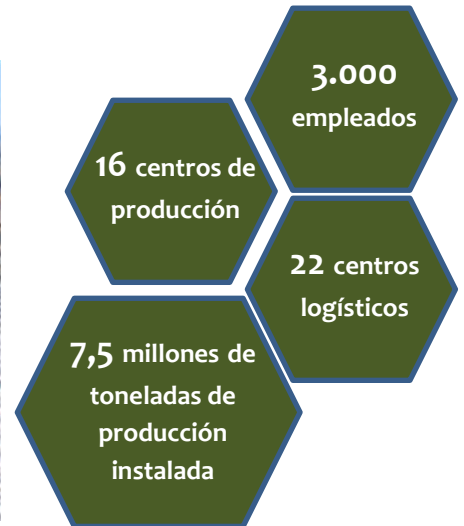 3.000
empleados
16 centros de
producción
22 centros
logísticos
7,5 millones de
toneladas de
producción
instalada